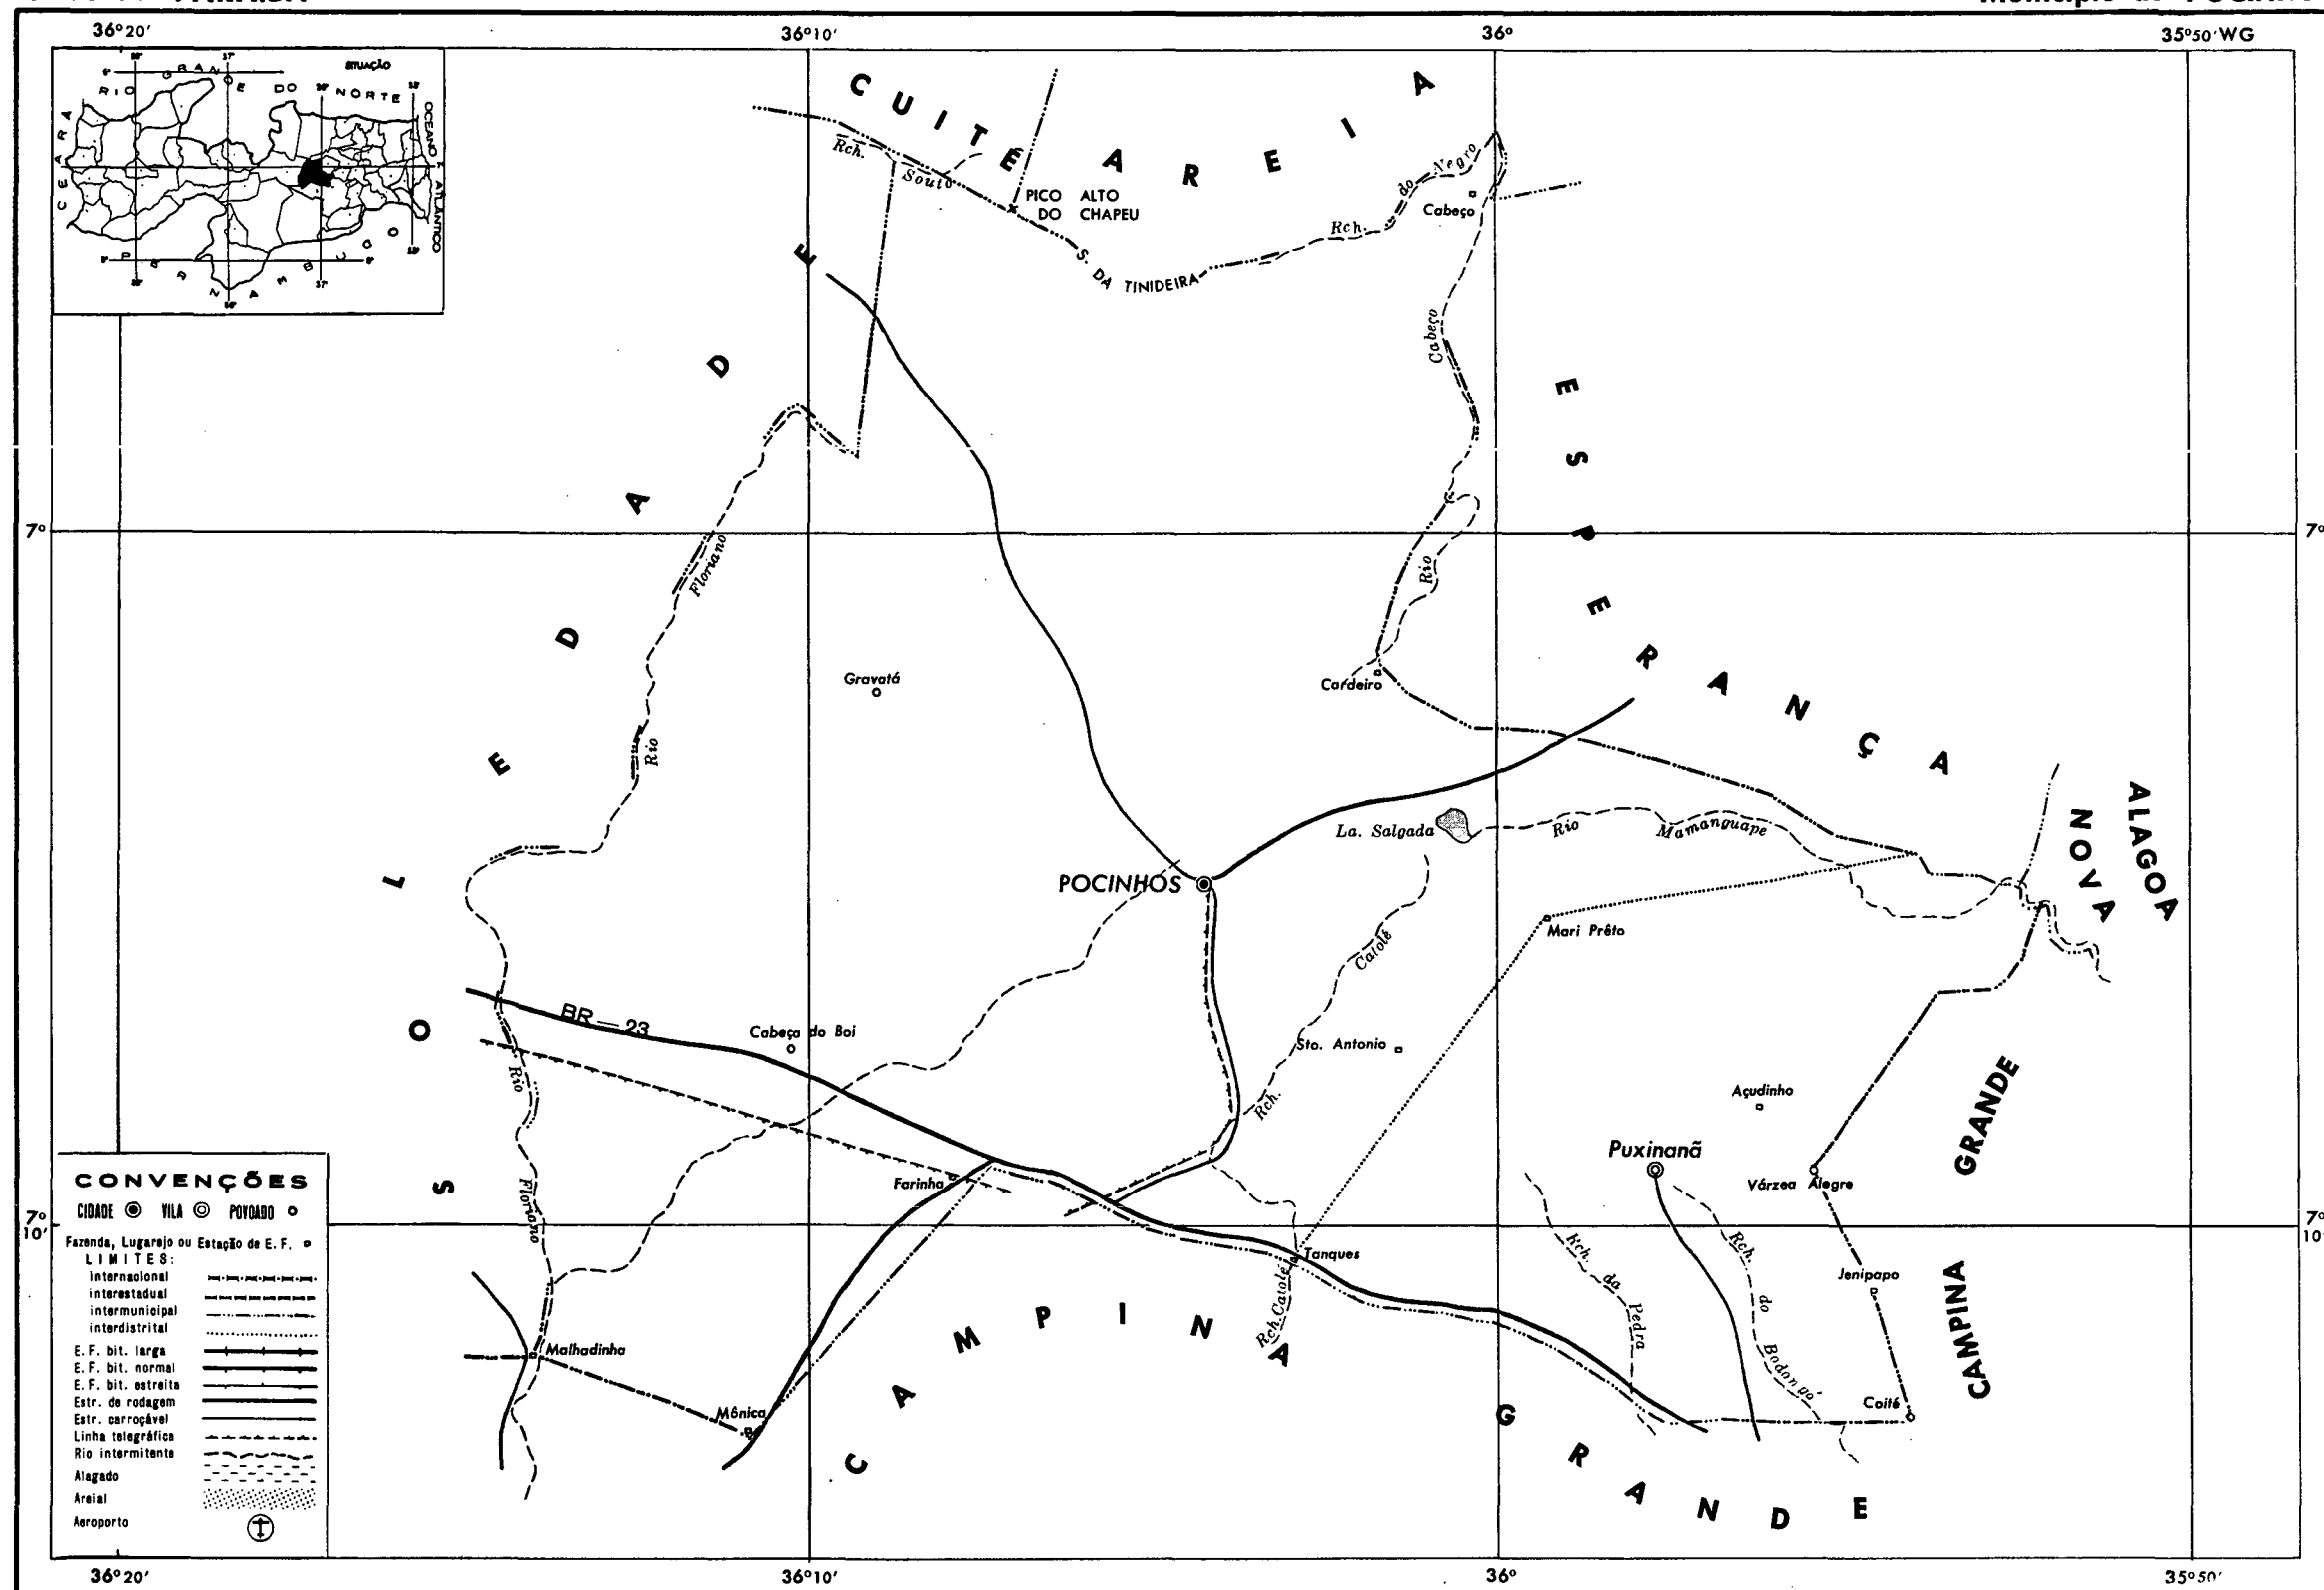 36°20'
36°10'
36°
35°50' WG
SITUAÇÃO
RIO GRANDE DO NORTE
CEARA
OCEANO ATLÂNTICO
PERNAMBUCO
CUITÉ
AREIA
Rch.
Souto
PICO ALTO
DO CHAPEU
S. DA TINIDEIRA
Rch. do Negro
Cabeço
Cabeço
SOLEDADE
ESPERANÇA
7°
7°
Floriano
Rio
Rio
Gravatá
Cardeiro
La. Salgada
Rio Mamanguape
ALAGOA
NOVA
POCINHOS
Mari Prêto
Catolé
BR — 23
Cabeça do Boi
Sto. Antonio
Rio
Rch.
Açudinho
Puxinanã
Várzea Alegre
Farinha
Floriano
7°
10'
7°
10'
Tanques
Rch. Catolé
Rch. da Pedra
Rch. do Bodongó
Jenipapo
CAMPINA GRANDE
Malhadinha
Mônica
Coité
CAMPINA GRANDE
CONVENÇÕES
CIDADE VILA POVOADO
Fazenda, Lugarejo ou Estação de E. F.
LIMITES:
Internacional
interestadual
intermunicipal
interdistrital
E. F. bit. larga
E. F. bit. normal
E. F. bit. estreita
Estr. de rodagem
Estr. carroçável
Linha telegráfica
Rio intermitente
Alagado
Areial
Aeroporto
36°20'
36°10'
36°
35°50'